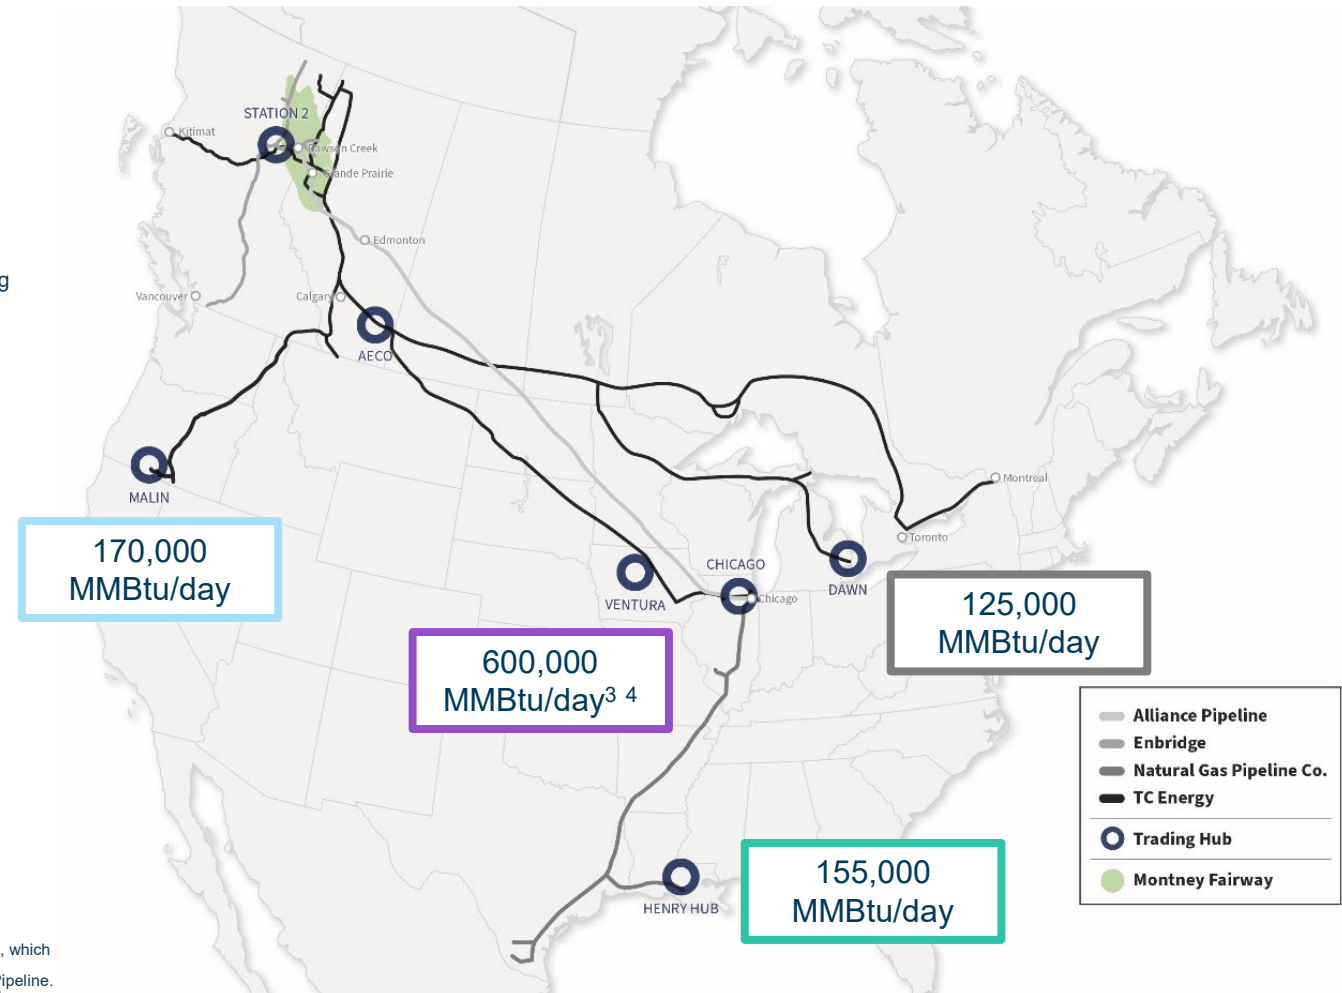 STATION 2
Kitimat
Dawson Creek
Grande Prairie
Edmonton
g
Vancouver
Calgary
AECO
MALIN
Montreal
Toronto
170,000
MMBtu/day
CHICAGO
Chicago
VENTURA
DAWN
125,000
MMBtu/day
600,000
MMBtu/day³ ⁴
Alliance Pipeline
Enbridge
Natural Gas Pipeline Co.
TC Energy
Trading Hub
Montney Fairway
155,000
MMBtu/day
HENRY HUB
, which
Pipeline.